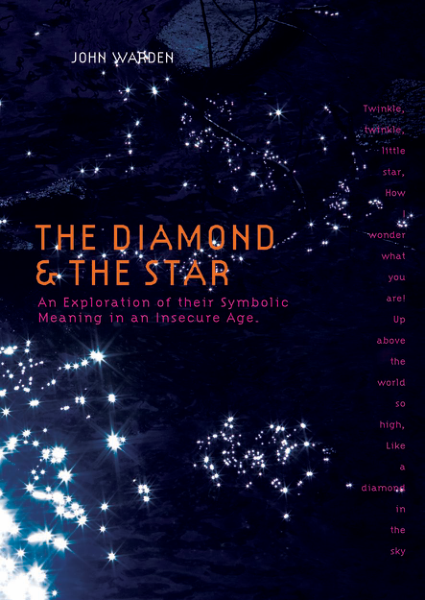 JOHN WARDEN
THE DIAMOND
& THE STAR
An Exploration of their Symbolic
Meaning in an Insecure Age.
Twinkle,
twinkle,
little
star,
How
I
wonder
what
you
are!
Up
above
the
world
so
high,
Like
a
diamond
in
the
sky